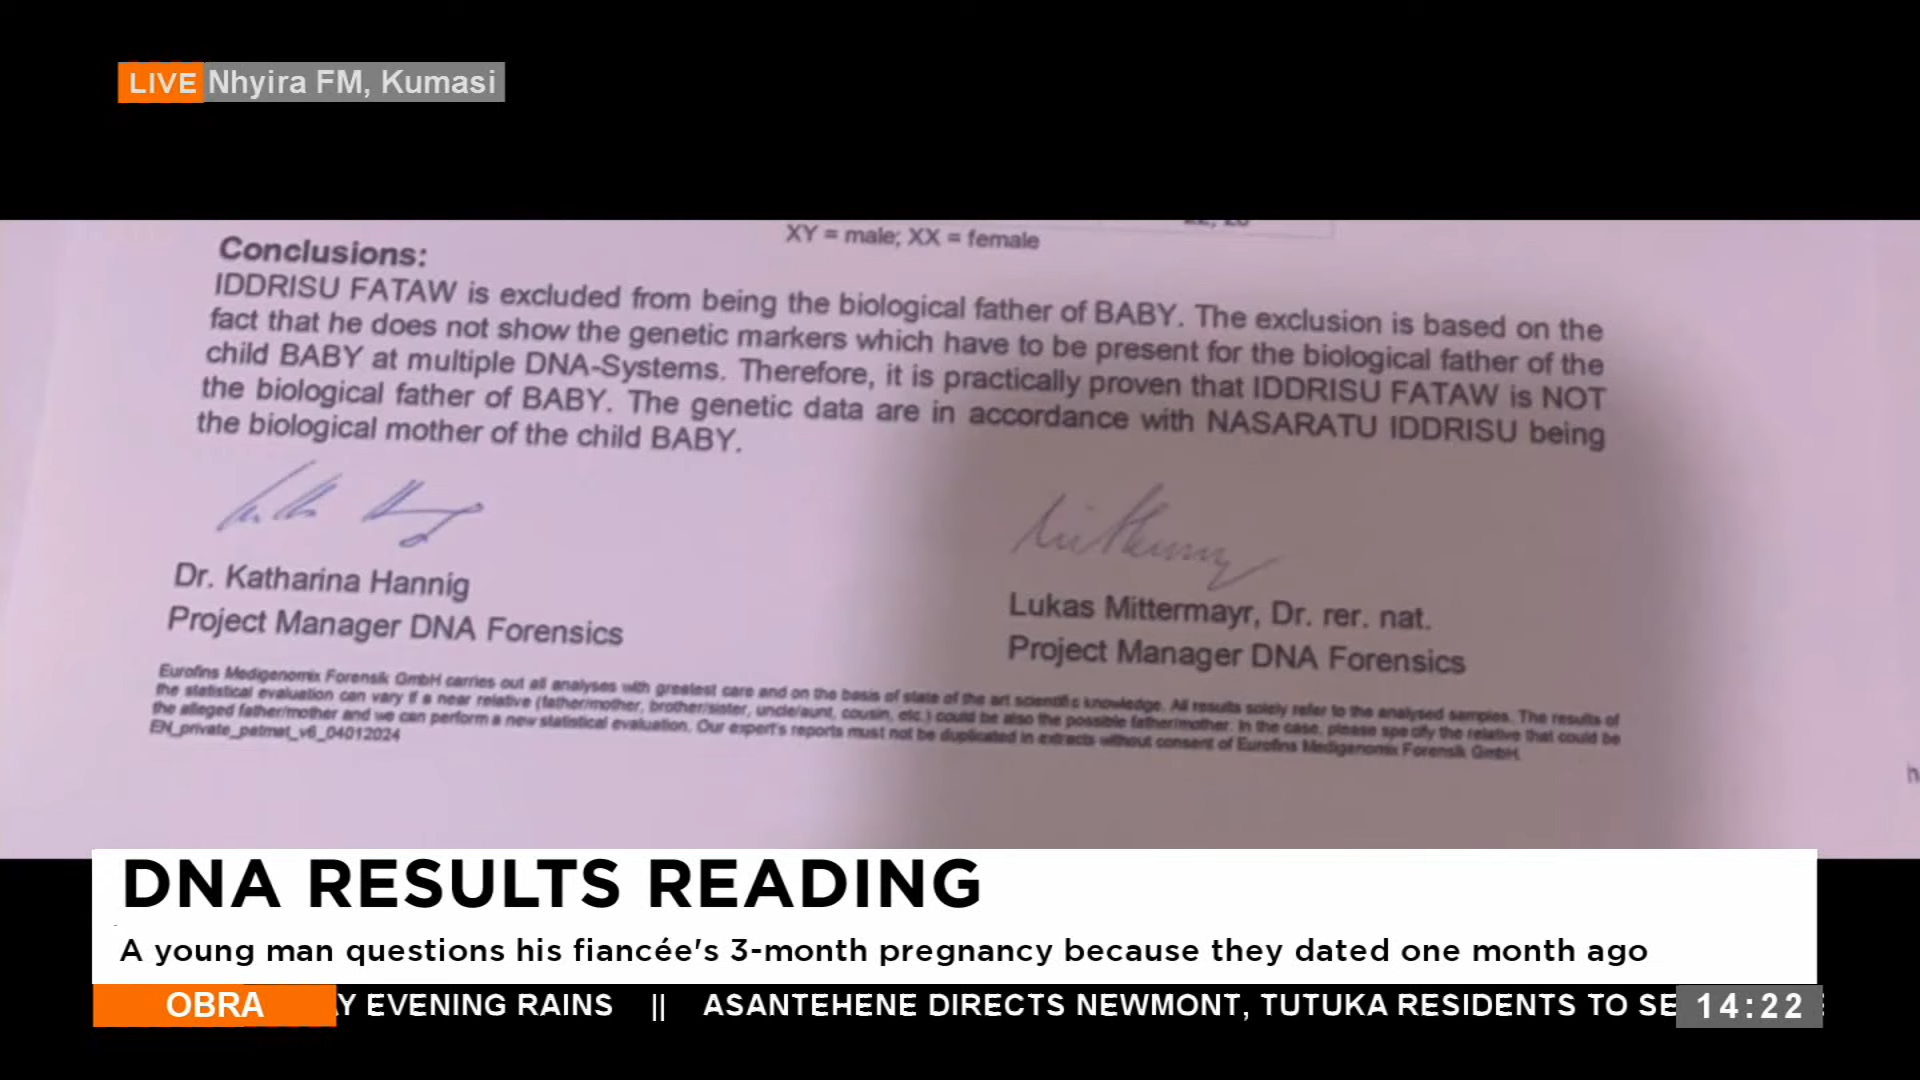 LIVE Nhyira FM, Kumasi
XY = male; XX = female
Conclusions:
IDDRISU FATAW is excluded from being the biological father of BABY. The exclusion is based on the
fact that he does not show the genetic markers which have to be present for the biological father of the
child BABY at multiple DNA-Systems. Therefore, it is practically proven that IDDRISU FATAW is NOT
the biological father of BABY. The genetic data are in accordance with NASARATU IDDRISU being
the biological mother of the child BABY.
Dr. Katharina Hannig
Project Manager DNA Forensics
Lukas Mittermayr, Dr. rer. nat.
Project Manager DNA Forensics
Eurofins Medigenomix Forensik GmbH carries out all analyses with greatest care and on the basis of state of the art scientific knowledge. All results solely refer to the analysed samples. The results of
the statistical evaluation can vary if a near relative (father/mother, brother/sister, uncle/aunt, cousin, etc.) could be also the possible father/mother. In the case, please specify the relative that could be
the alleged father/mother and we can perform a new statistical evaluation. Our expert's reports must not be duplicated in extracts without consent of Eurofins Medigenomix Forensik GmbH.
EN_private_patmat_v6_04012024
DNA RESULTS READING
A young man questions his fiancée's 3-month pregnancy because they dated one month ago
OBRA Y EVENING RAINS || ASANTEHENE DIRECTS NEWMONT, TUTUKA RESIDENTS TO SE 14:22